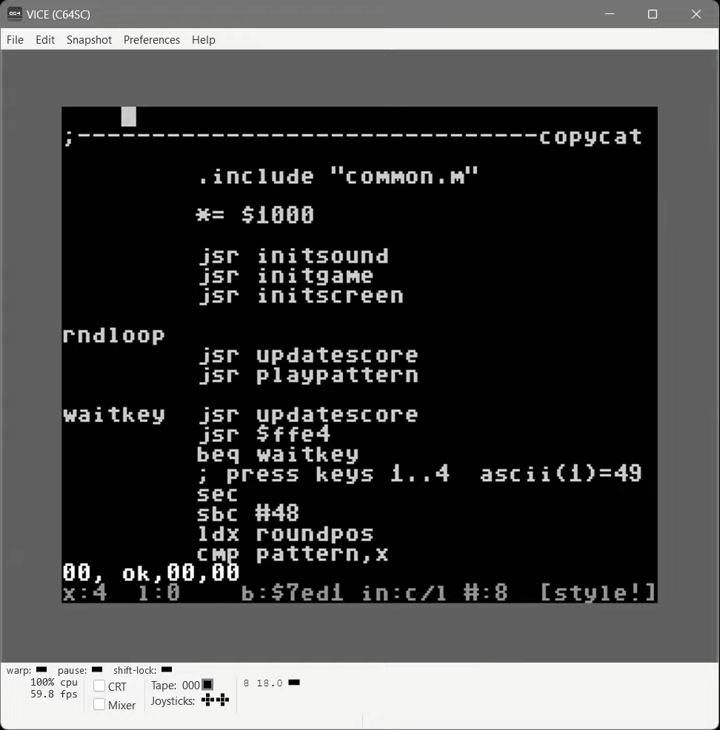 VICE (C64SC)
File Edit Snapshot Preferences Help
;--------------------------------copycat
.include "common.m"
*= $1000
jsr initsound
jsr initgame
jsr initscreen
rndloop
jsr updatescore
jsr playpattern
waitkey jsr updatescore
jsr $ffe4
beq waitkey
; press keys 1..4 ascii(1)=49
sec
sbc #48
ldx roundpos
cmp pattern,x
00, ok,00,00
x:4 l:0 b:$7ed1 in:c/l #:8 [style!]
warp: pause: shift-lock:
100% cpu CRT Tape: 000 8 18.0
59.8 fps Mixer Joysticks: